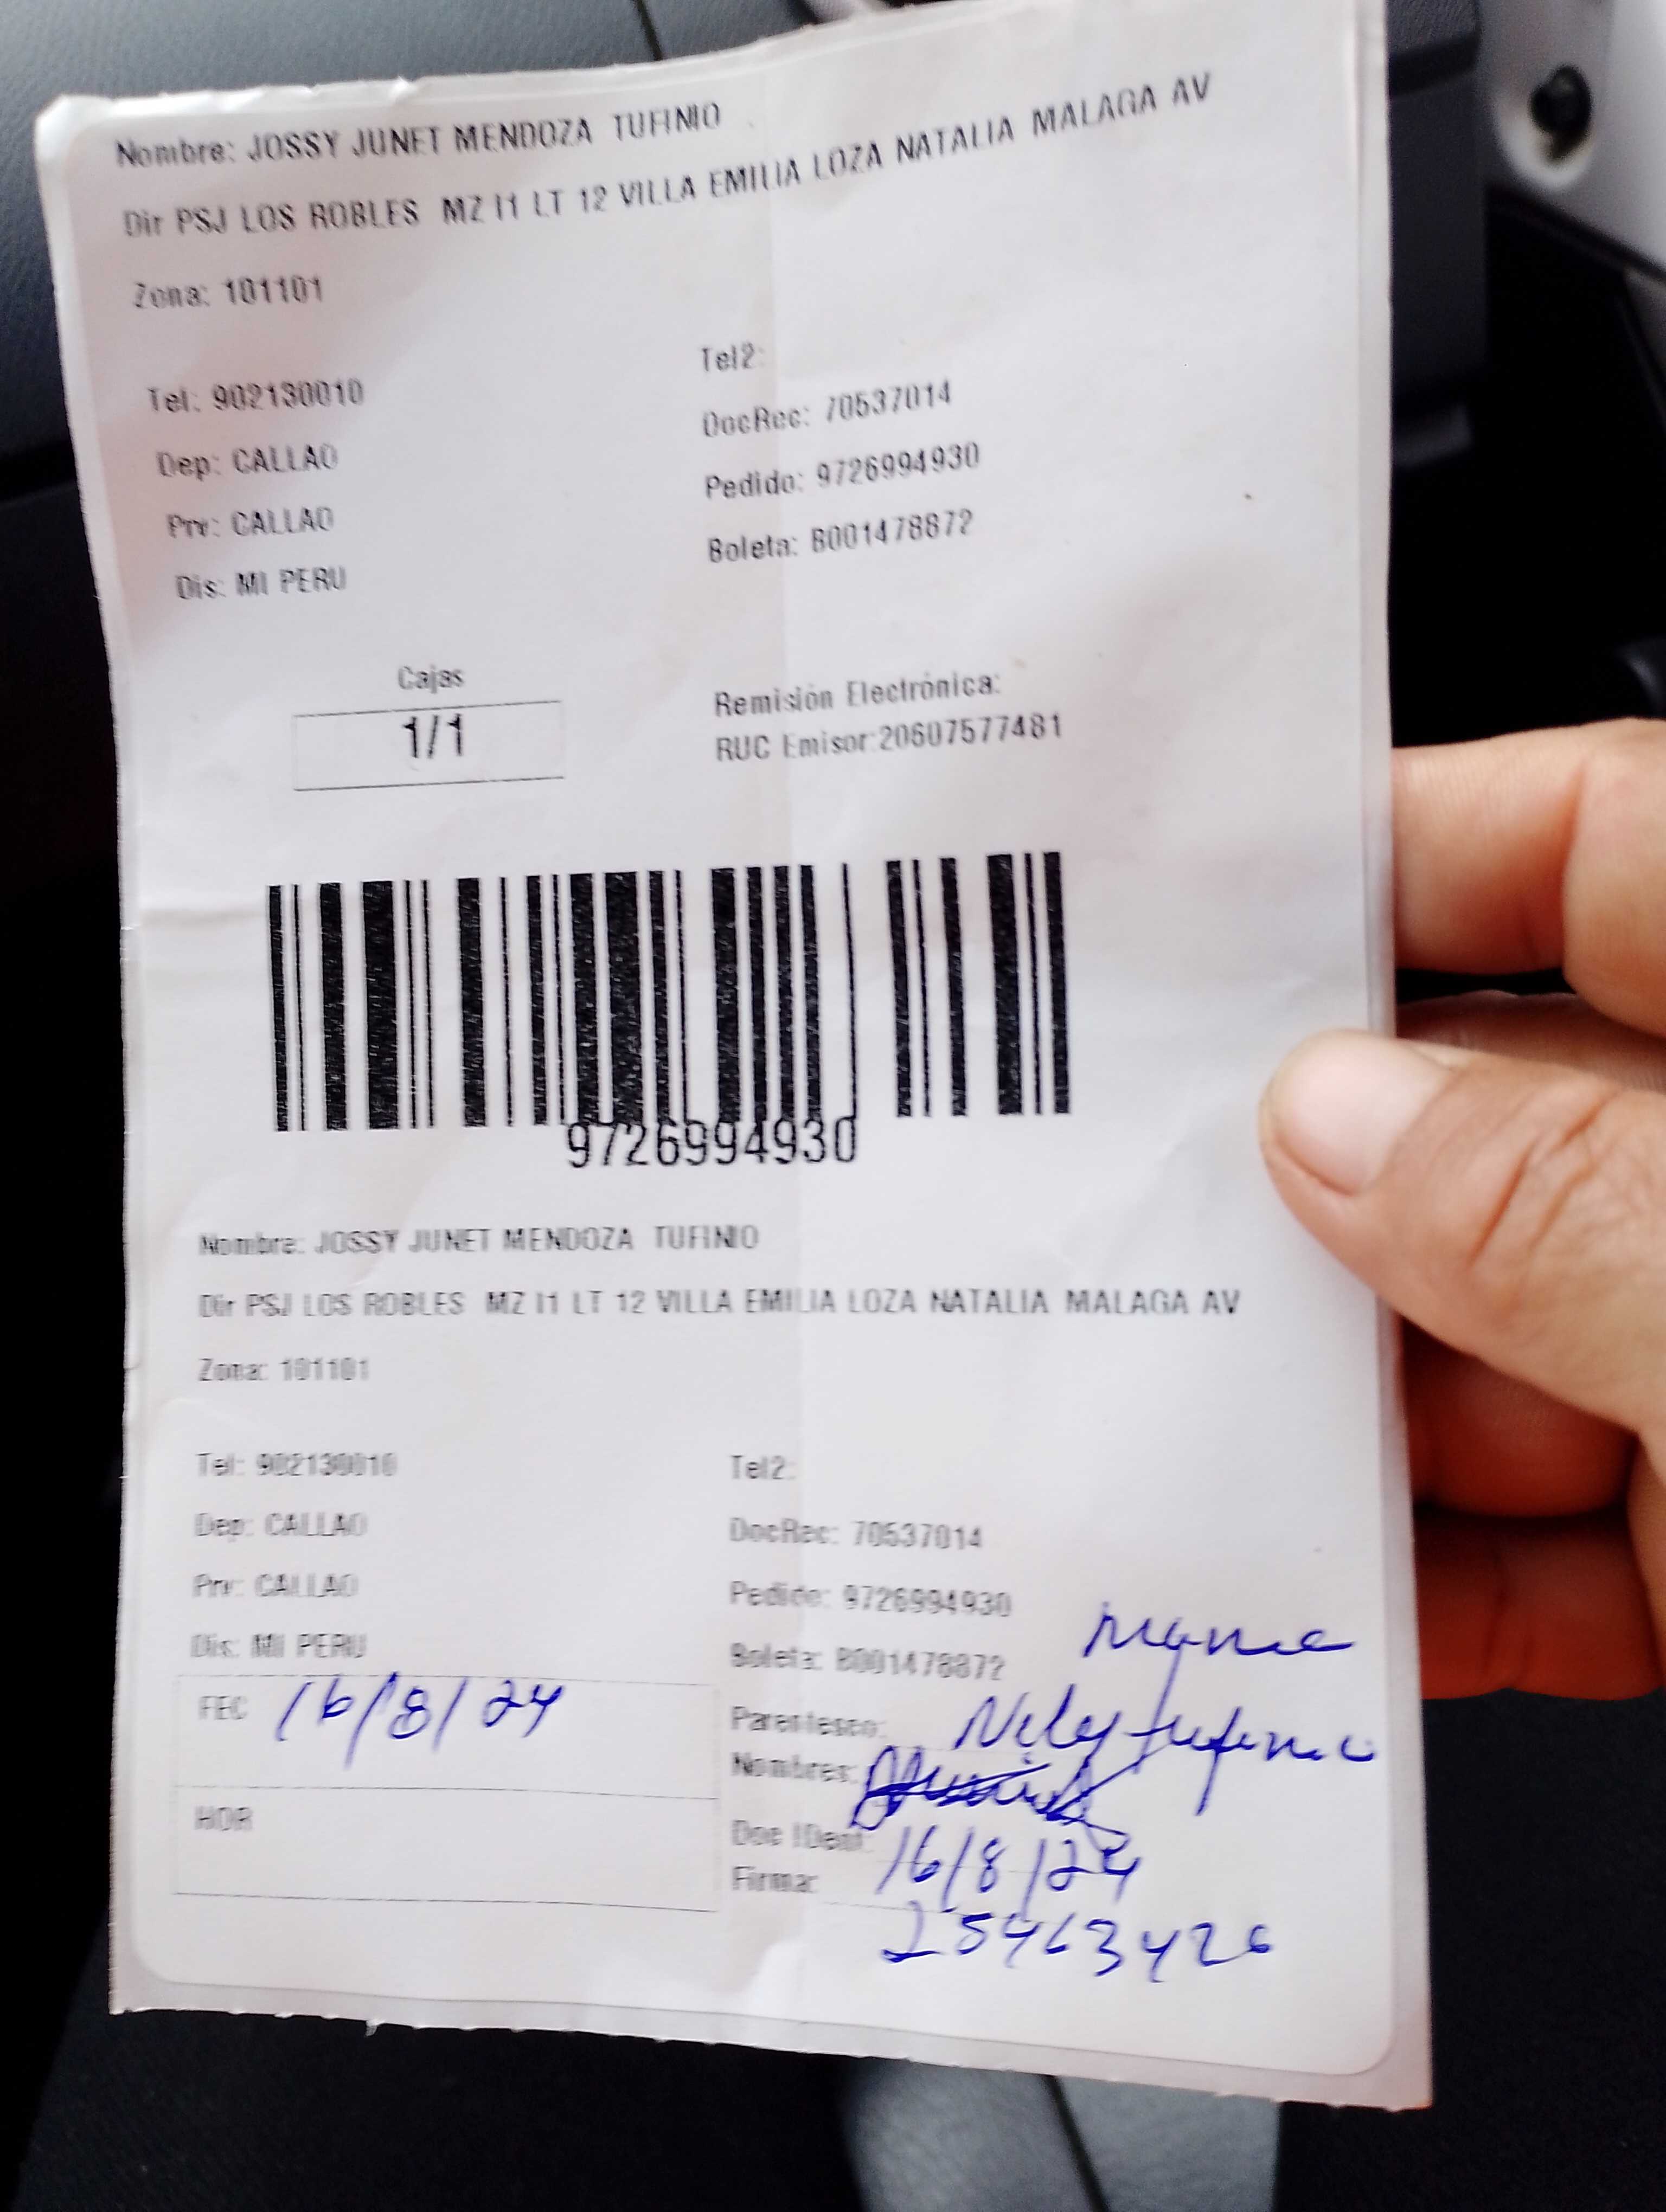 Nombre: JOSSY JUNET MENDOZA TUFINIO
Dir PSJ LOS ROBLES MZ I1 LT 12 VILLA EMILIA LOZA NATALIA MALAGA AV
Zona: 101101
Tel2:
Tel: 902130010
DocRec: 70537014
Dep: CALLAO
Pedido: 9726994930
Prv: CALLAO
Boleta: B001478872
Dis: MI PERU
Cajas
1/1
Remisión Electrónica:
RUC Emisor:20607577481
9726994930
Nombre: JOSSY JUNET MENDOZA TUFINIO
Dir PSJ LOS ROBLES MZ I1 LT 12 VILLA EMILIA LOZA NATALIA MALAGA AV
Zona: 101101
Tel: 902130010
Tel2:
Dep: CALLAO
DocRec: 70537014
Prv: CALLAO
Pedido: 9726994930
Dis: MI PERU
Boleta: B001478872
FEC 16/8/24
Parentesco:
Nely Tufinio
Nombres:
HOR
Doc IDent:
16/8/24
Firma:
25463426